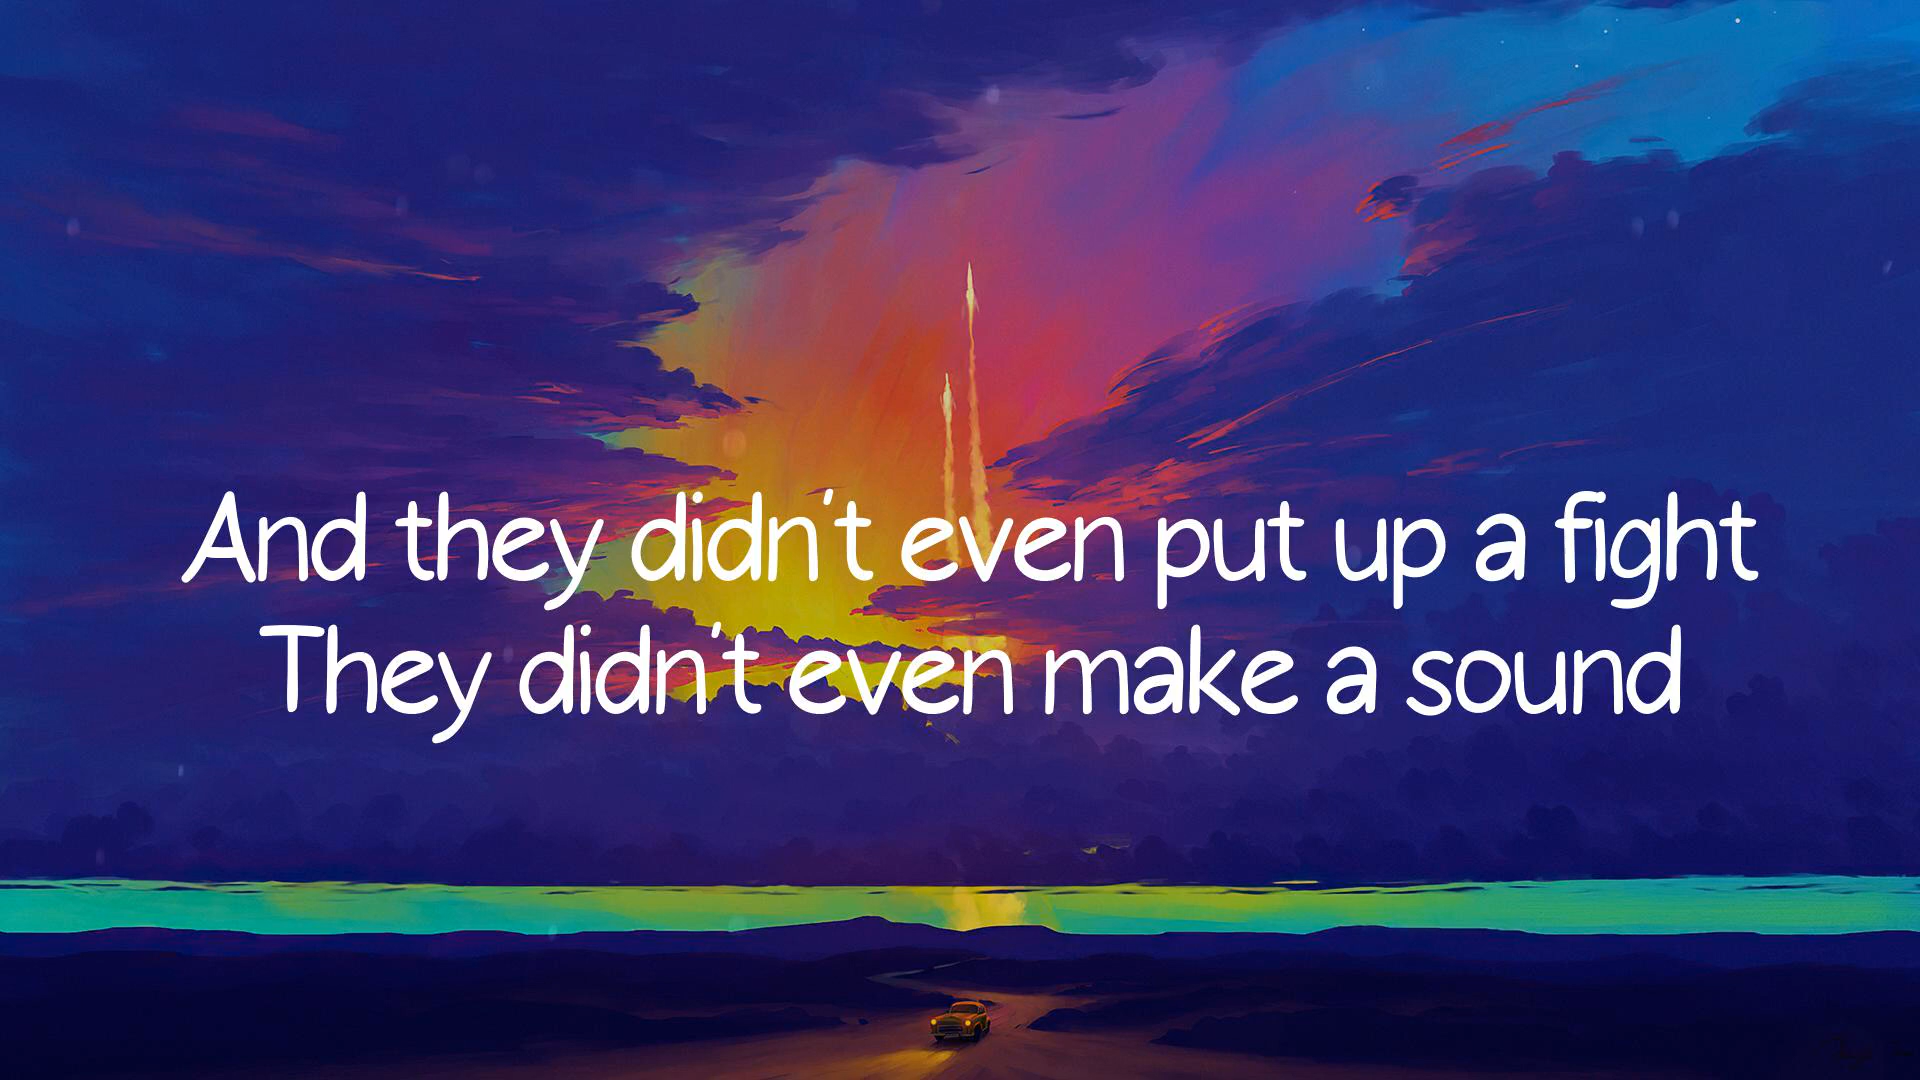 And they didn't even put up a fight
They didn't even make a sound